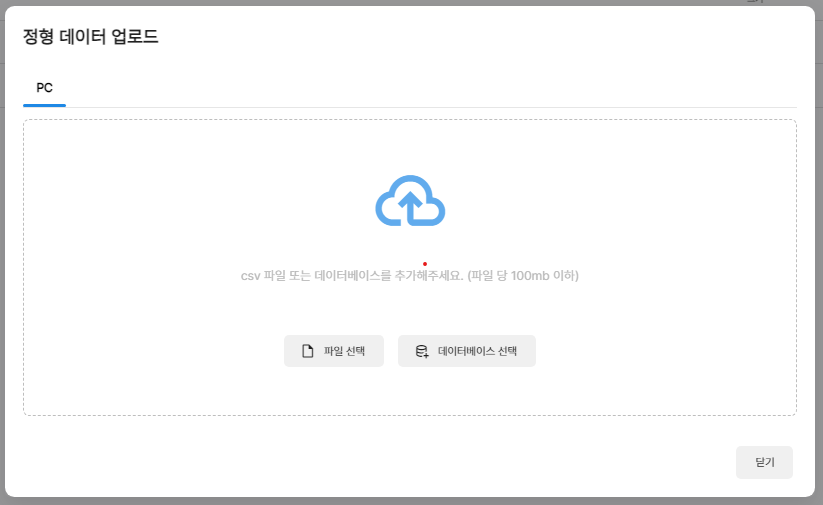 정형 데이터 업로드
PC
csv 파일 또는 데이터베이스를 추가해주세요. (파일 당 100mb 이하)
파일 선택
데이터베이스 선택
닫기